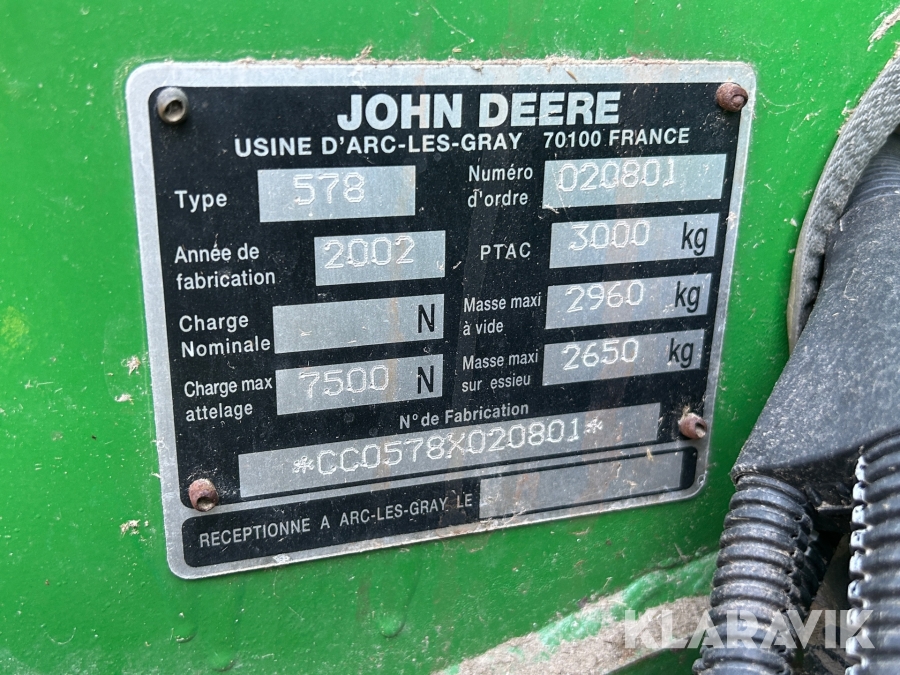 JOHN DEERE
USINE D'ARC-LES-GRAY 70100 FRANCE
Type 578
Numéro d'ordre 020801
Année de fabrication 2002
PTAC 3000 kg
Charge Nominale N
Masse maxi à vide 2960 kg
Charge max attelage 7500 N
Masse maxi sur essieu 2650 kg
N° de Fabrication
*CC0578X020801*
RECEPTIONNE A ARC-LES-GRAY LE
KLARAVIK